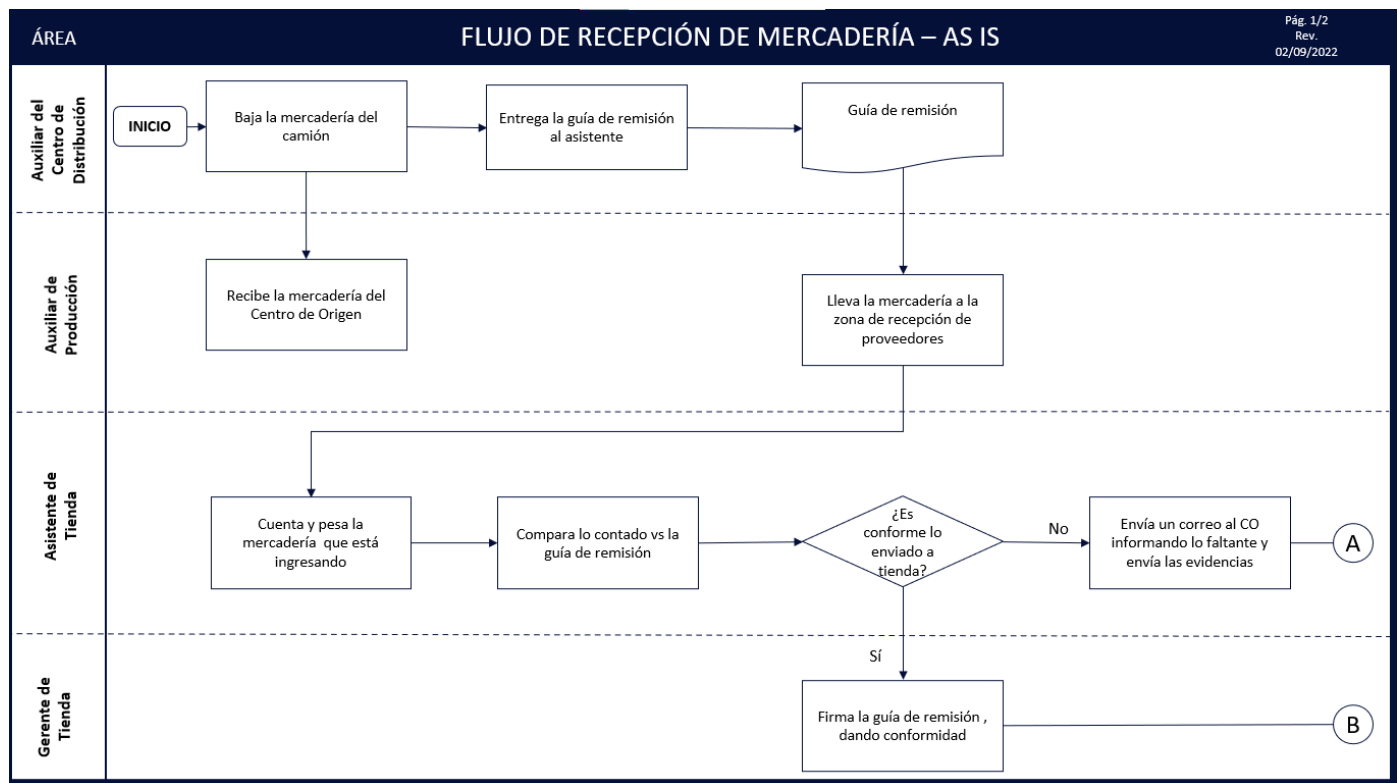 ÁREA
FLUJO DE RECEPCIÓN DE MERCADERÍA – AS IS
Pág. 1/2
Rev.
02/09/2022
Auxiliar del
Centro de
Distribución
INICIO
Baja la mercadería del
camión
Entrega la guía de remisión
al asistente
Guía de remisión
Auxiliar de
Producción
Recibe la mercadería del
Centro de Origen
Lleva la mercadería a la
zona de recepción de
proveedores
Asistente de
Tienda
Cuenta y pesa la
mercadería que está
ingresando
Compara lo contado vs la
guía de remisión
¿Es
conforme lo
enviado a
tienda?
No
Envía un correo al CO
informando lo faltante y
envía las evidencias
A
Sí
Gerente de
Tienda
Firma la guía de remisión ,
dando conformidad
B